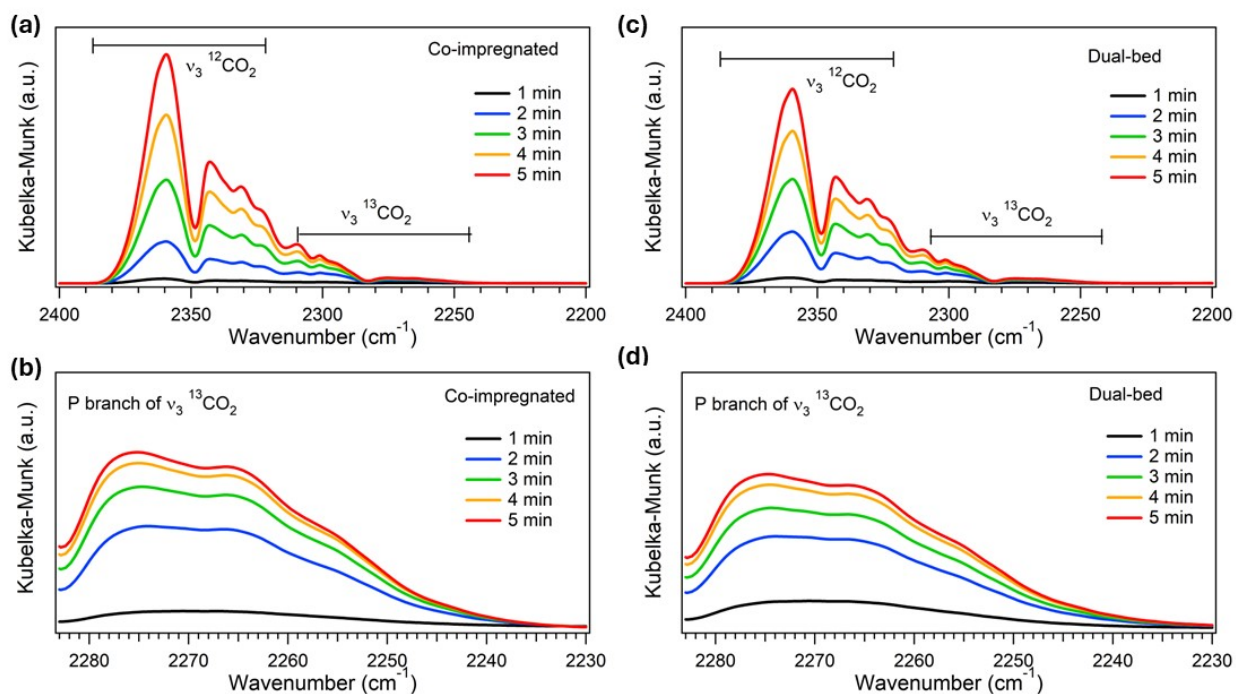 (a)
Co-impregnated
ν₃ ¹²CO₂
1 min
2 min
3 min
4 min
5 min
ν₃ ¹³CO₂
Kubelka-Munk (a.u.)
2400 2350 2300 2250 2200
Wavenumber (cm⁻¹)
(c)
Dual-bed
ν₃ ¹²CO₂
1 min
2 min
3 min
4 min
5 min
ν₃ ¹³CO₂
Kubelka-Munk (a.u.)
2400 2350 2300 2250 2200
Wavenumber (cm⁻¹)
(b)
P branch of ν₃ ¹³CO₂
Co-impregnated
1 min
2 min
3 min
4 min
5 min
Kubelka-Munk (a.u.)
2280 2270 2260 2250 2240 2230
Wavenumber (cm⁻¹)
(d)
P branch of ν₃ ¹³CO₂
Dual-bed
1 min
2 min
3 min
4 min
5 min
Kubelka-Munk (a.u.)
2280 2270 2260 2250 2240 2230
Wavenumber (cm⁻¹)